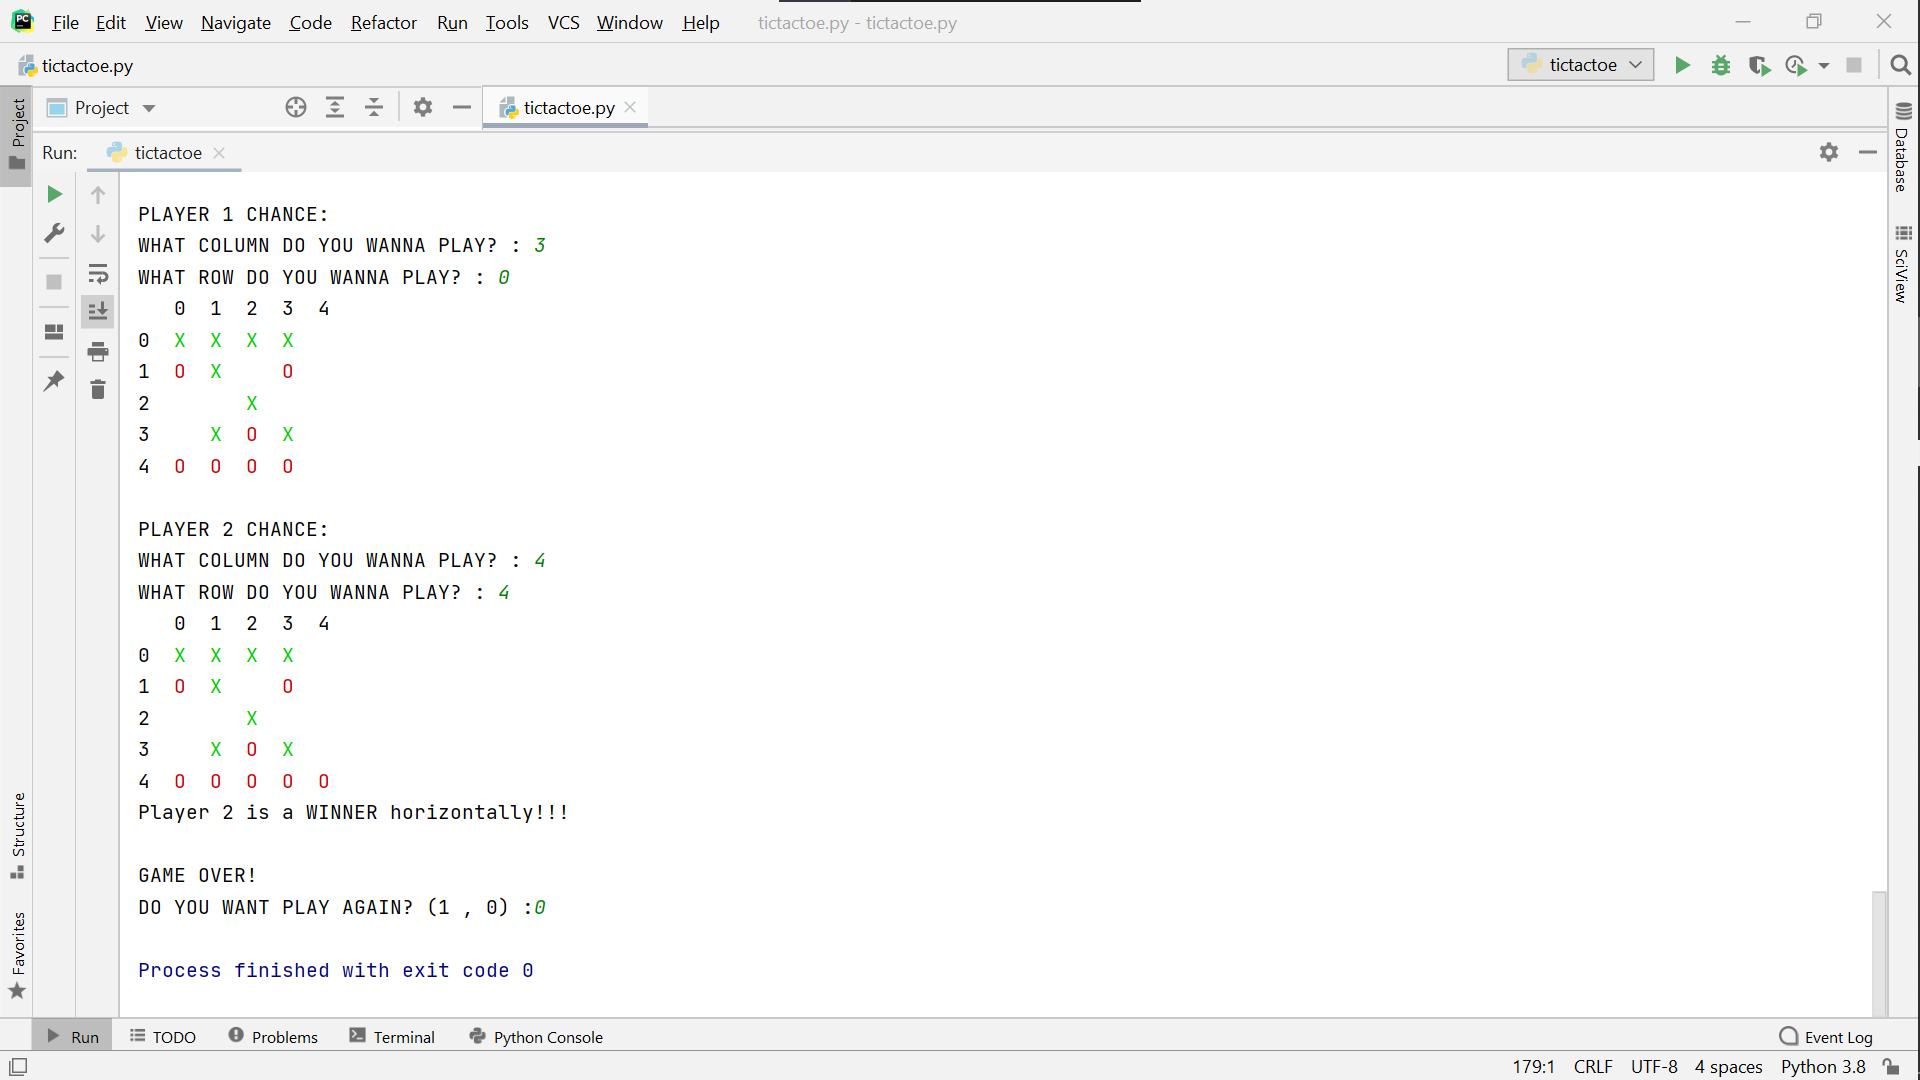 PC File Edit View Navigate Code Refactor Run Tools VCS Window Help tictactoe.py - tictactoe.py
tictactoe.py tictactoe
Project Project tictactoe.py
Run: tictactoe
PLAYER 1 CHANCE:
WHAT COLUMN DO YOU WANNA PLAY? : 3
WHAT ROW DO YOU WANNA PLAY? : 0
0 1 2 3 4
0 X X X X
1 O X O
2 X
3 X O X
4 O O O O
PLAYER 2 CHANCE:
WHAT COLUMN DO YOU WANNA PLAY? : 4
WHAT ROW DO YOU WANNA PLAY? : 4
0 1 2 3 4
0 X X X X
1 O X O
2 X
3 X O X
4 O O O O O
Player 2 is a WINNER horizontally!!!
GAME OVER!
DO YOU WANT PLAY AGAIN? (1 , 0) :0
Process finished with exit code 0
Database
SciView
Structure
Favorites
Run TODO Problems Terminal Python Console Event Log
179:1 CRLF UTF-8 4 spaces Python 3.8